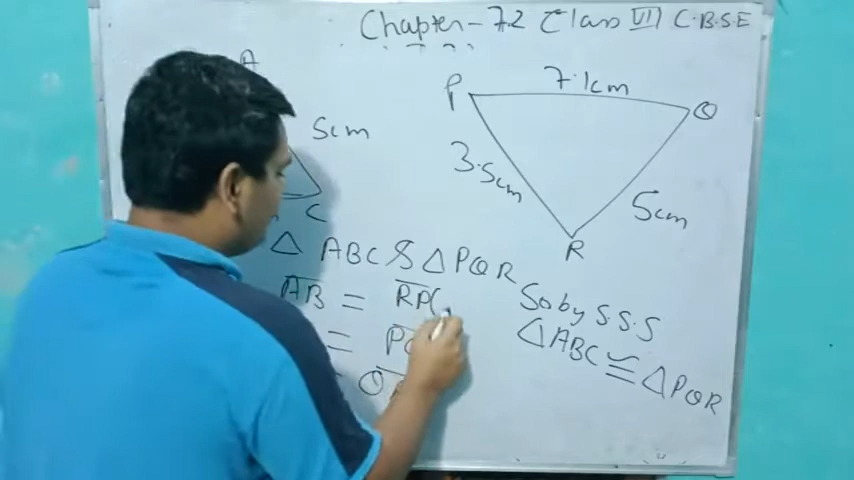 Chapter-7.2 Class VII C.B.S.E
A
5cm
C
P
7.1cm
Q
3.5cm
5cm
R
△ ABC & △ PQR
AB = RP(
=
=
So by S.S.S
△ABC ≅ △PQR